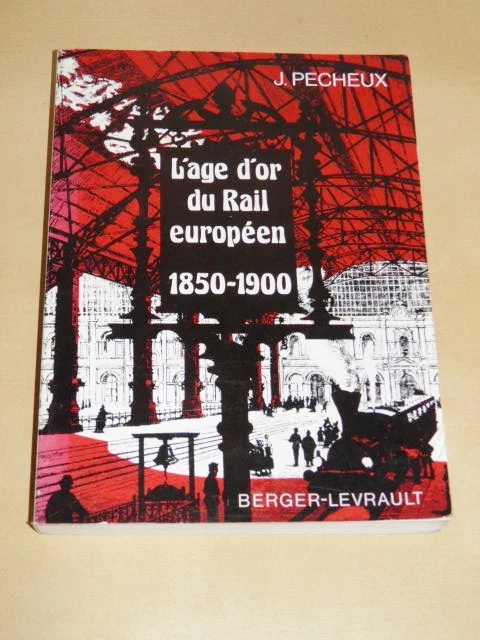 J. PECHEUX
L'age d'or
du Rail
européen
1850-1900
BERGER-LEVRAULT